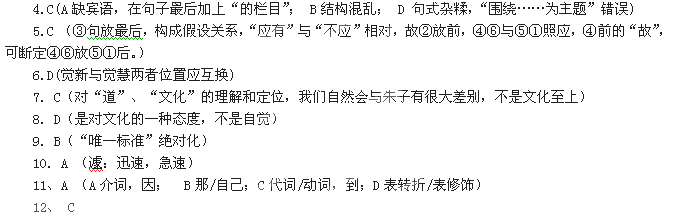 4.C(A缺宾语，在句子最后加上“的栏目”； B结构混乱； D 句式杂糅，“围绕……为主题”错误)
5.C （③句放最后，构成假设关系，“应有”与“不应”相对，故②放前，④⑥与⑤①照应，④前的“故”，
可断定④⑥放⑤①后。）
6.D(觉新与觉慧两者位置应互换)
7. C（对“道”、“文化”的理解和定位，我们自然会与朱子有很大差别，不是文化至上）
8. D（是对文化的一种态度，不是自觉）
9. B（“唯一标准”绝对化）
10. A （遽：迅速，急速）
11、A （A介词，因； B那/自己；C代词/动词，到；D表转折/表修饰）
12、 C